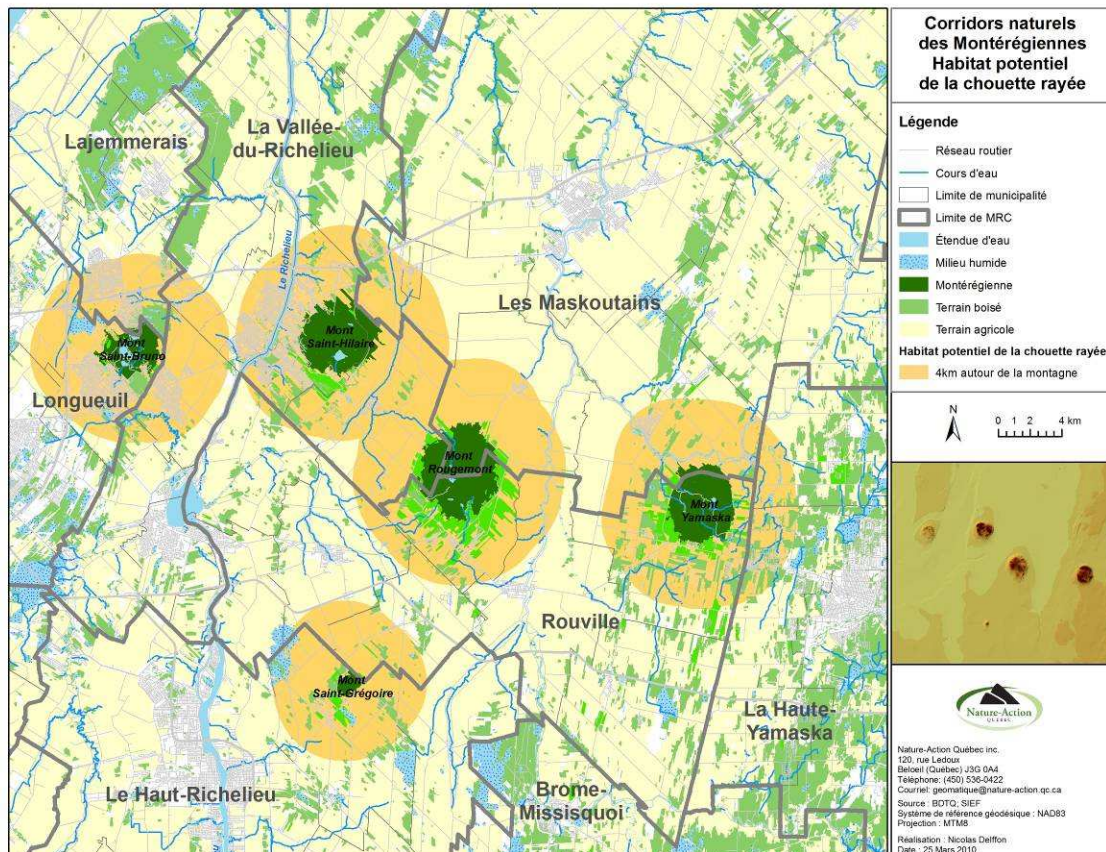 Corridors naturels
des Montérégiennes
Habitat potentiel
de la chouette rayée
Légende
Réseau routier
Cours d'eau
Limite de municipalité
Limite de MRC
Étendue d'eau
Milieu humide
Montérégienne
Terrain boisé
Terrain agricole
Habitat potentiel de la chouette rayée
4km autour de la montagne
N
0 1 2 4 km
Nature-Action
QUÉBEC
Nature-Action Québec inc.
120, rue Ledoux
Beloeil (Québec) J3G 0A4
Téléphone: (450) 536-0422
Courriel: geomatique@nature-action.qc.ca
Source : BDTQ; SIEF
Système de référence géodésique : NAD83
Projection : MTM8
Réalisation : Nicolas Delffon
Date : 25 Mars 2010
Lajemmerais
La Vallée-
du-Richelieu
Le Richelieu
Les Maskoutains
Mont
Saint-Bruno
Mont
Saint-Hilaire
Longueuil
Mont
Rougemont
Mont
Yamaska
Rouville
Mont
Saint-Grégoire
La Haute-
Yamaska
Le Haut-Richelieu
Brome-
Missisquoi